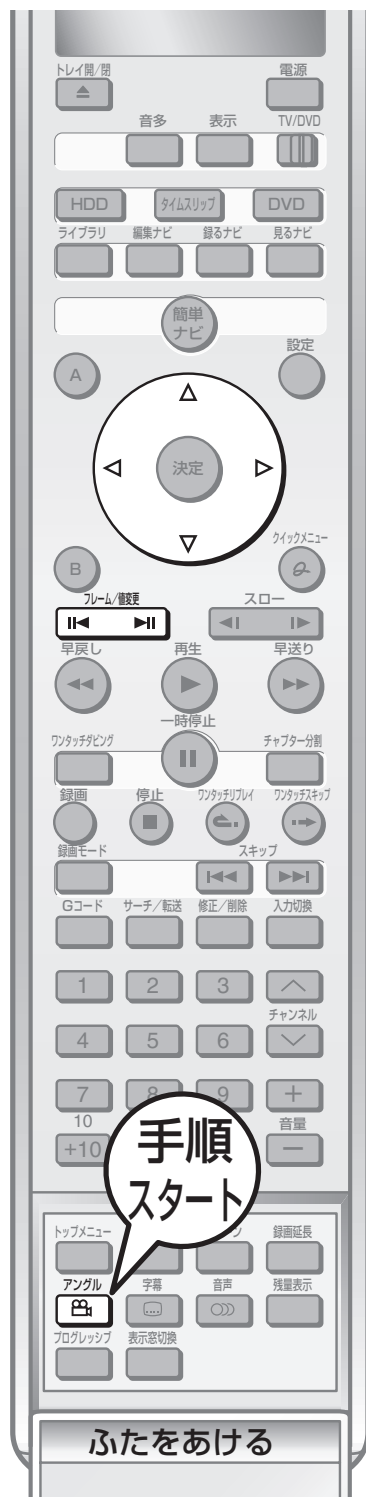 トレイ開/閉 電源
音多 表示 TV/DVD
HDD タイムスリップ DVD
ライブラリ 編集ナビ 録るナビ 見るナビ
簡単
ナビ
設定
A
決定
クイックメニュー
B
フレーム/値変更 スロー
早戻し 再生 早送り
一時停止
ワンタッチダビング チャプター分割
録画 停止 ワンタッチリプレイ ワンタッチスキップ
録画モード スキップ
Gコード サーチ/転送 修正/削除 入力切換
1 2 3
チャンネル
4 5 6
7 8 9 +
10 音量
+10 −
手順
スタート
トップメニュー 録画延長
アングル 字幕 音声 残量表示
プログレッシブ 表示窓切換
ふたをあける